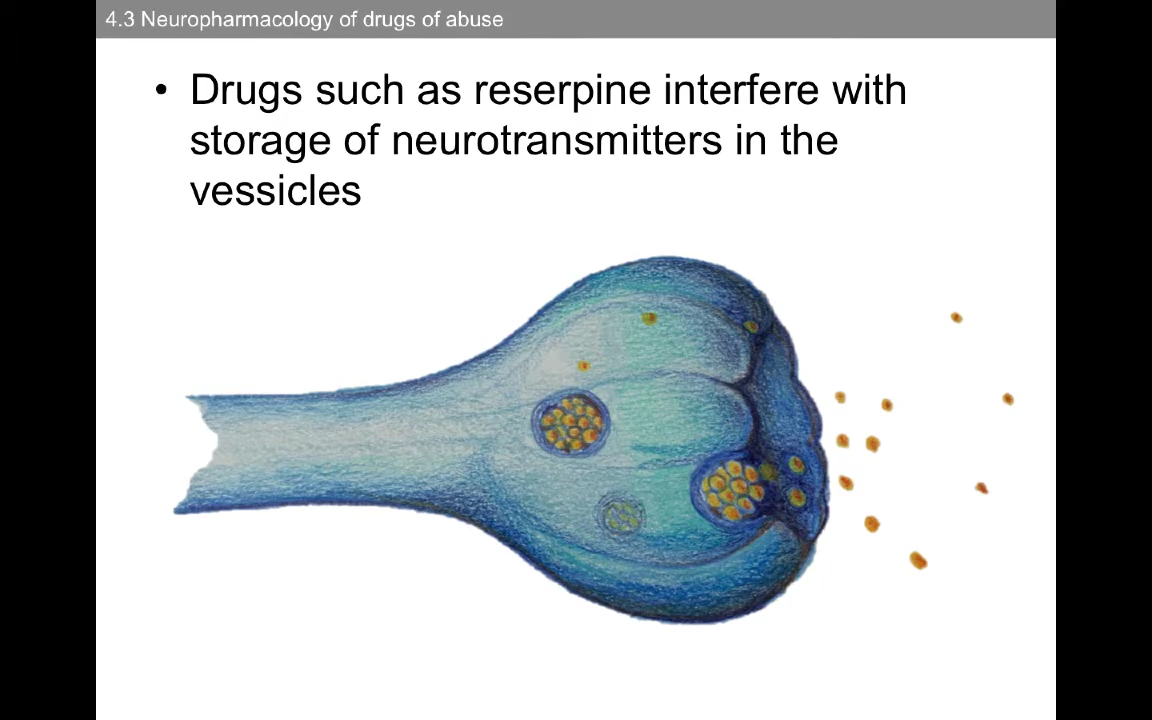 4.3 Neuropharmacology of drugs of abuse
• Drugs such as reserpine interfere with
storage of neurotransmitters in the
vessicles